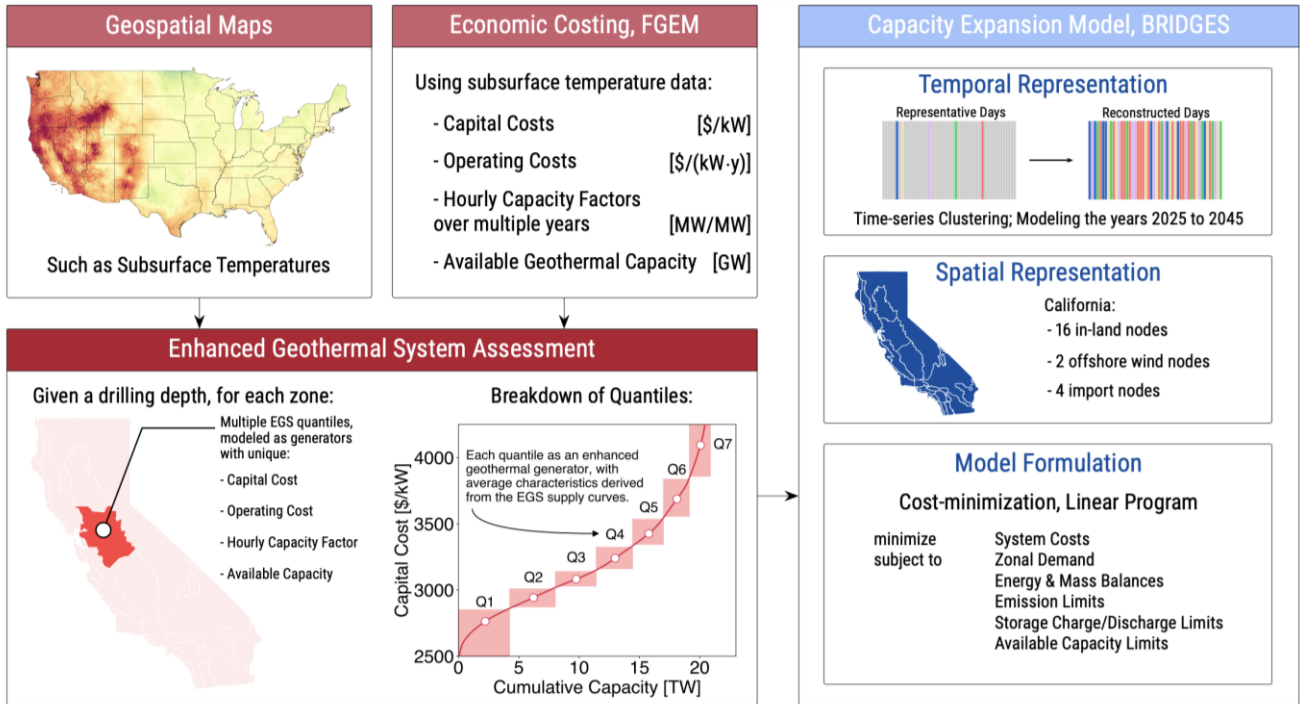 Geospatial Maps
Such as Subsurface Temperatures
Economic Costing, FGEM
Using subsurface temperature data:
- Capital Costs [$/kW]
- Operating Costs [$/(kW·y)]
- Hourly Capacity Factors
over multiple years [MW/MW]
- Available Geothermal Capacity [GW]
Enhanced Geothermal System Assessment
Given a drilling depth, for each zone:
Multiple EGS quantiles,
modeled as generators
with unique:
- Capital Cost
- Operating Cost
- Hourly Capacity Factor
- Available Capacity
Breakdown of Quantiles:
Each quantile as an enhanced
geothermal generator, with
average characteristics derived
from the EGS supply curves.
Q1
Q2
Q3
Q4
Q5
Q6
Q7
Capital Cost [$/kW]
4000
3500
3000
2500
0 5 10 15 20
Cumulative Capacity [TW]
Capacity Expansion Model, BRIDGES
Temporal Representation
Representative Days
Reconstructed Days
Time-series Clustering; Modeling the years 2025 to 2045
Spatial Representation
California:
- 16 in-land nodes
- 2 offshore wind nodes
- 4 import nodes
Model Formulation
Cost-minimization, Linear Program
minimize System Costs
subject to Zonal Demand
Energy & Mass Balances
Emission Limits
Storage Charge/Discharge Limits
Available Capacity Limits